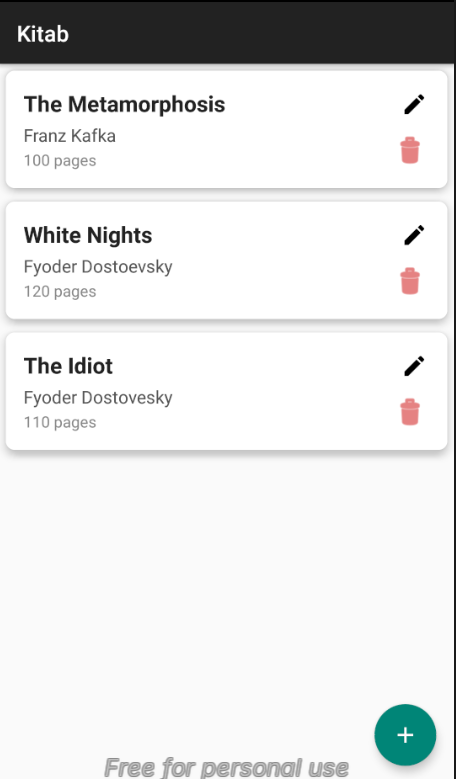 Kitab
The Metamorphosis
Franz Kafka
100 pages
White Nights
Fyoder Dostoevsky
120 pages
The Idiot
Fyoder Dostovesky
110 pages
+
Free for personal use